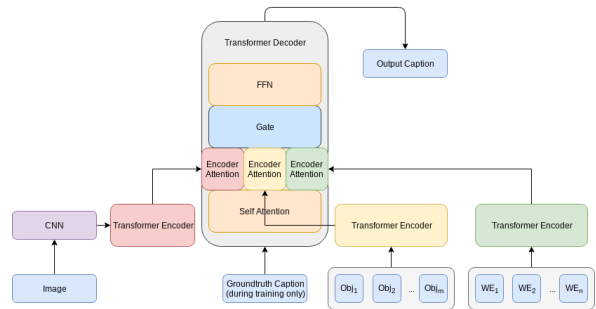 Transformer Decoder
Output Caption
FFN
Gate
Encoder
Attention
Encoder
Attention
Encoder
Attention
Self Attention
CNN
Transformer Encoder
Transformer Encoder
Transformer Encoder
Image
Groundtruth Caption
(during training only)
Obj1 Obj2 ... Objm
WE1 WE2 ... WEn